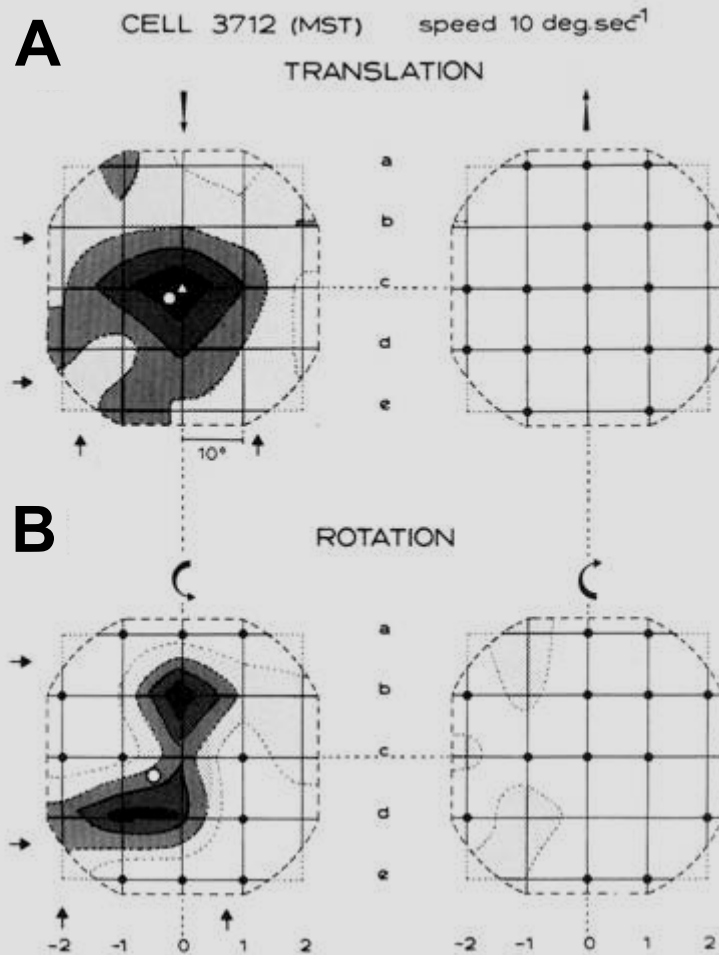 A
CELL 3712 (MST) speed 10 deg.sec-1
TRANSLATION
a
b
c
d
e
10°
B
ROTATION
a
b
c
d
e
-2 -1 0 1 2 -2 -1 0 1 2